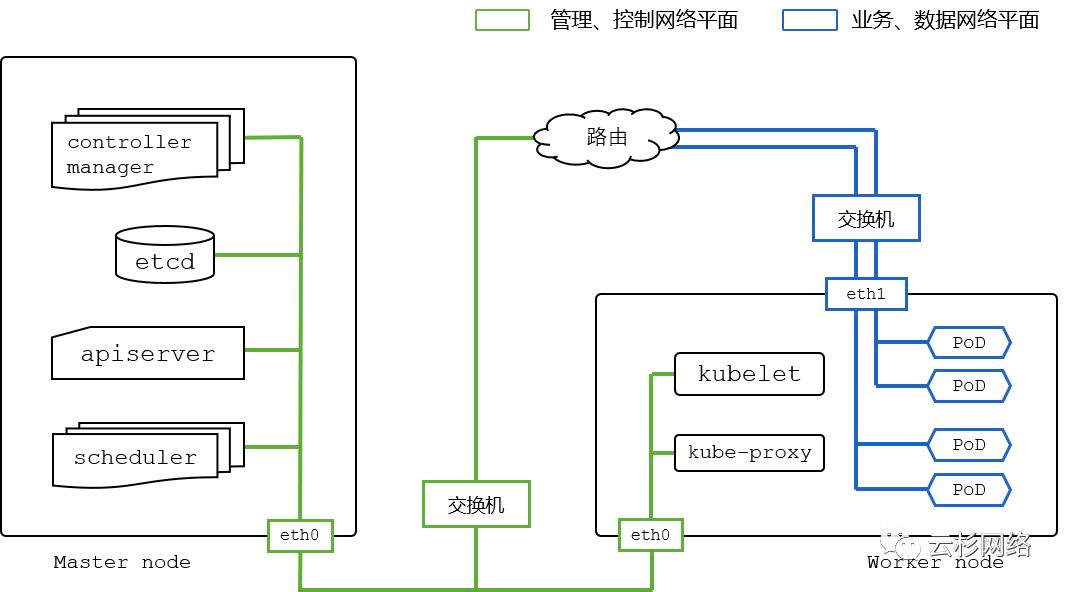 管理、控制网络平面
业务、数据网络平面
controller
manager
etcd
apiserver
scheduler
eth0
Master node
路由
交换机
交换机
eth1
kubelet
kube-proxy
PoD
PoD
PoD
PoD
eth0
Worker node
云杉网络